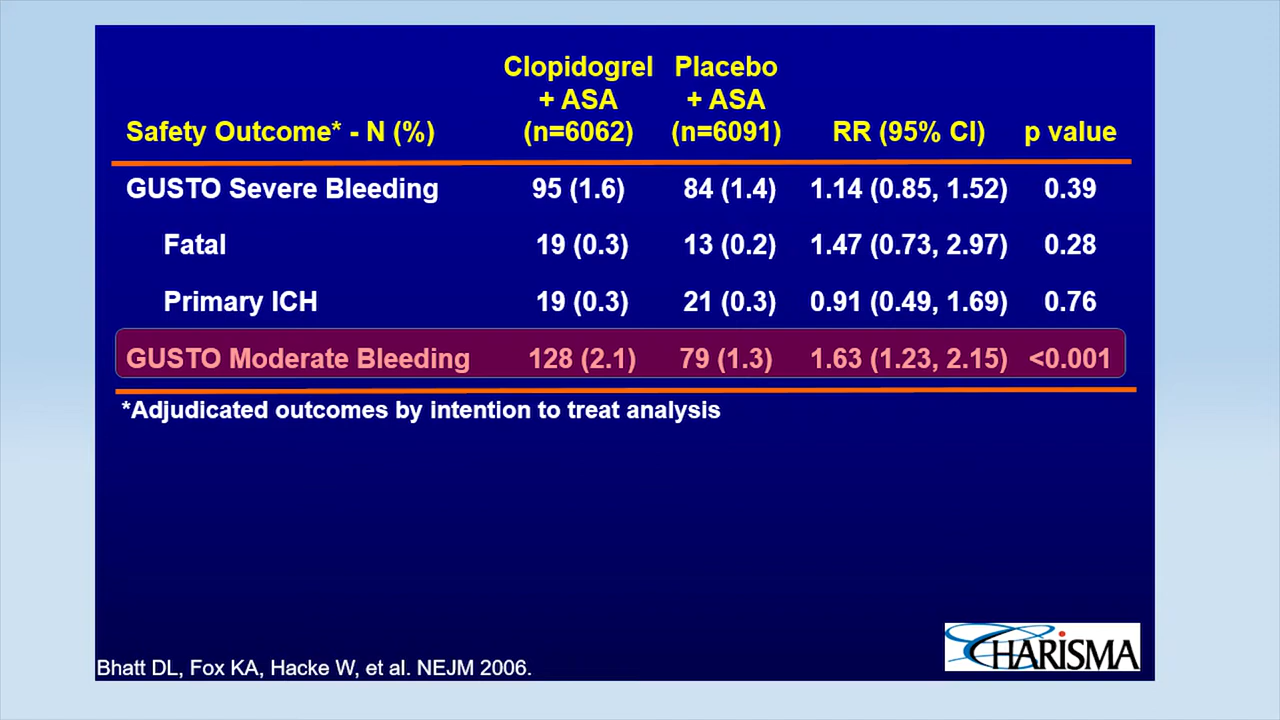 Clopidogrel Placebo
+ ASA + ASA
Safety Outcome* - N (%) (n=6062) (n=6091) RR (95% CI) p value
GUSTO Severe Bleeding 95 (1.6) 84 (1.4) 1.14 (0.85, 1.52) 0.39
Fatal 19 (0.3) 13 (0.2) 1.47 (0.73, 2.97) 0.28
Primary ICH 19 (0.3) 21 (0.3) 0.91 (0.49, 1.69) 0.76
GUSTO Moderate Bleeding 128 (2.1) 79 (1.3) 1.63 (1.23, 2.15) <0.001
*Adjudicated outcomes by intention to treat analysis
CHARISMA
Bhatt DL, Fox KA, Hacke W, et al. NEJM 2006.